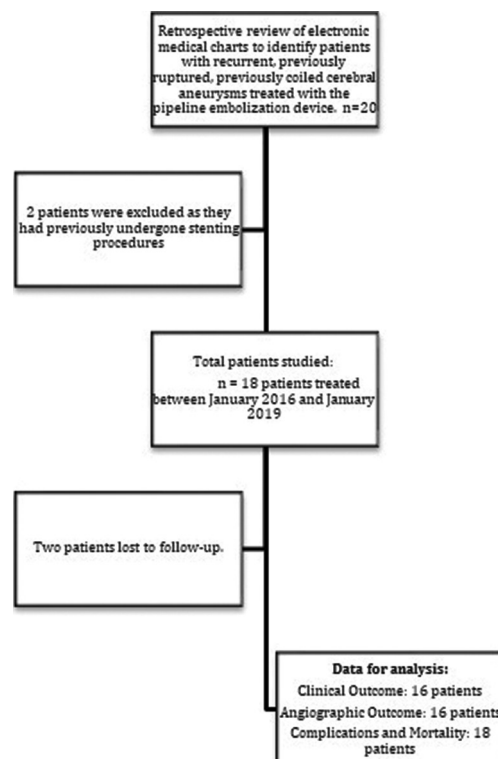 Retrospective review of electronic
medical charts to identify patients
with recurrent, previously
ruptured, previously coiled cerebral
aneurysms treated with the
pipeline embolization device. n=20
2 patients were excluded as they
had previously undergone stenting
procedures
Total patients studied:
n = 18 patients treated
between January 2016 and January
2019
Two patients lost to follow-up.
Data for analysis:
Clinical Outcome: 16 patients
Angiographic Outcome: 16 patients
Complications and Mortality: 18
patients